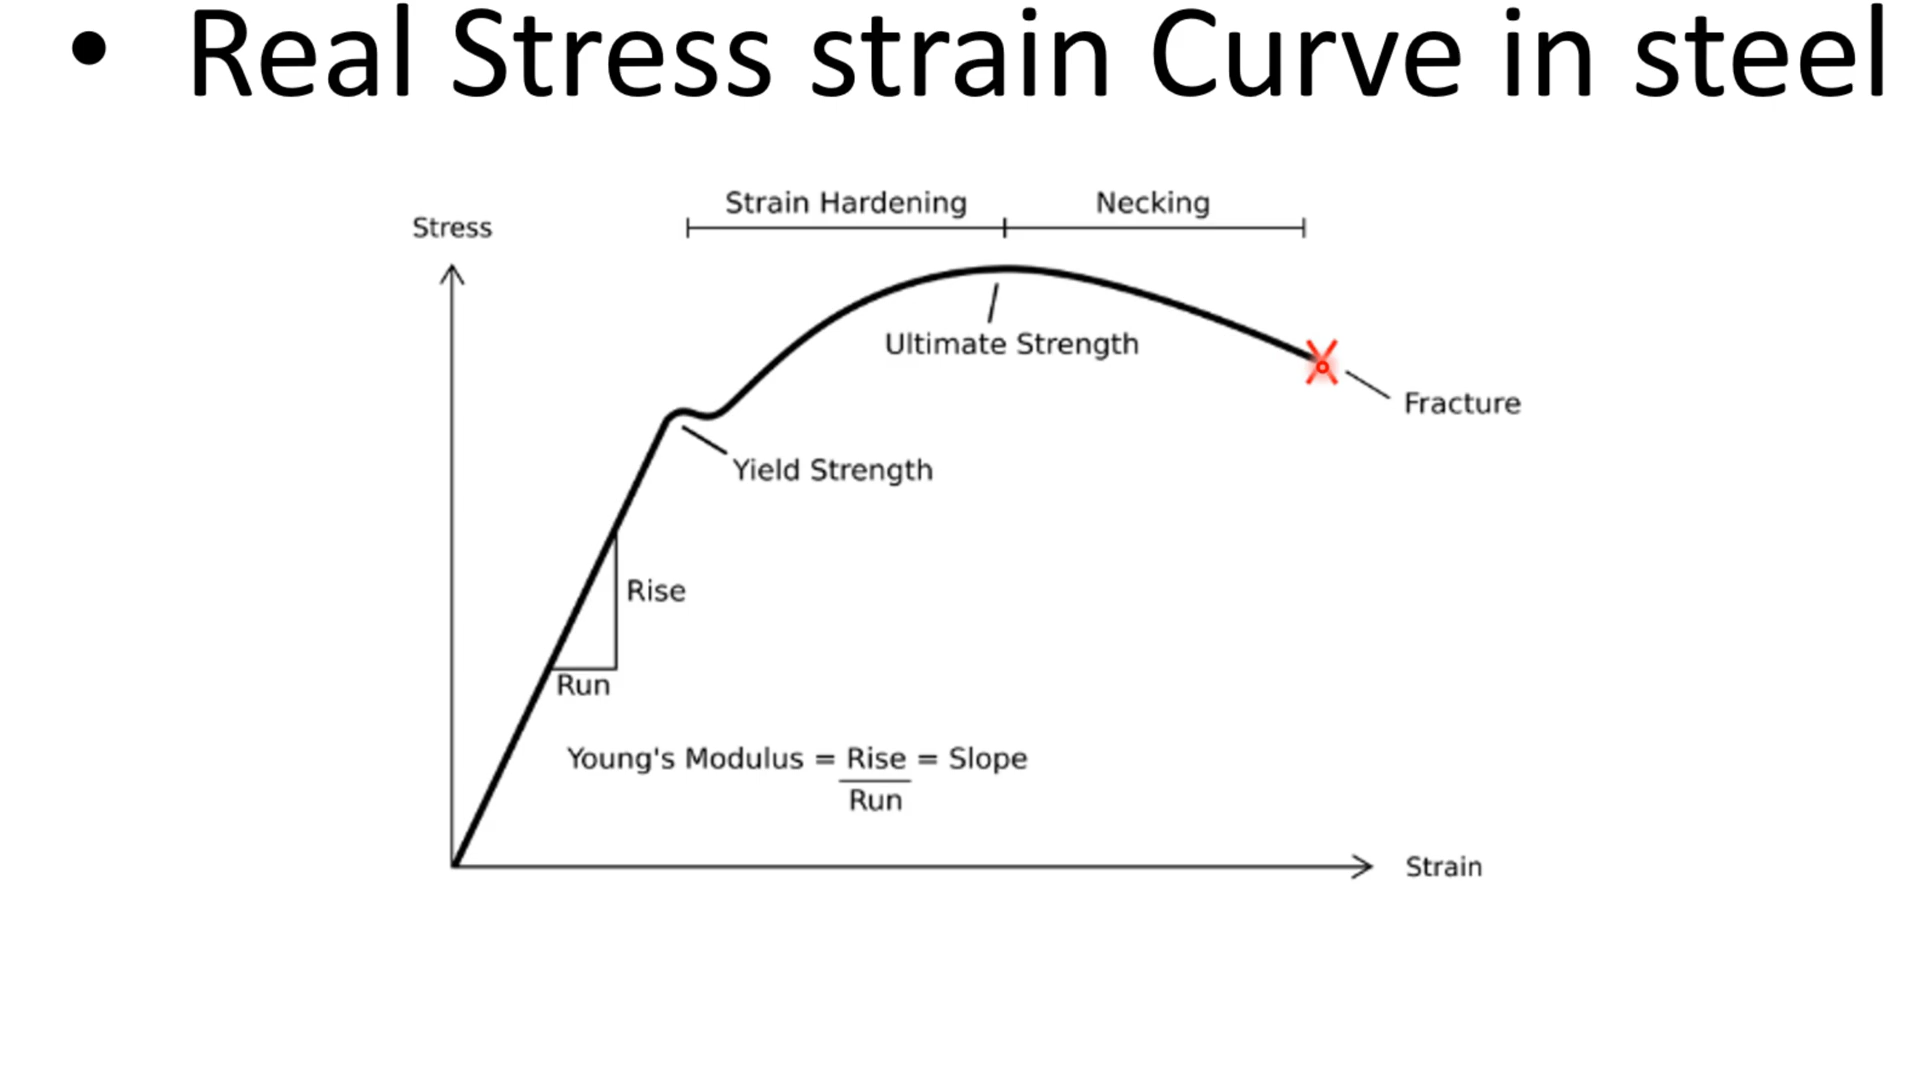 • Real Stress strain Curve in steel
Strain Hardening
Necking
Stress
Ultimate Strength
Fracture
Yield Strength
Rise
Run
Young's Modulus = Rise = Slope
Run
Strain